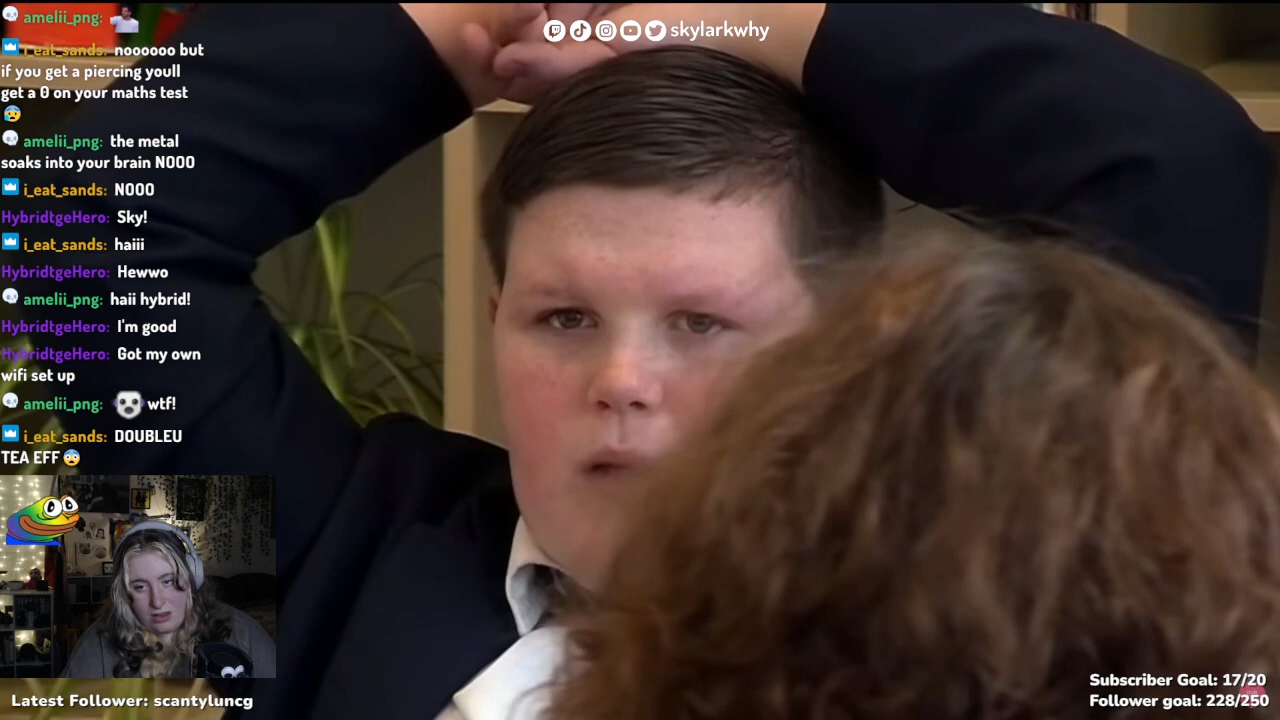 skylarkwhy
amelii_png:
i_eat_sands: noooooo but
if you get a piercing youll
get a 0 on your maths test
amelii_png: the metal
soaks into your brain NOOO
i_eat_sands: NOOO
HybridtgeHero: Sky!
i_eat_sands: haiii
HybridtgeHero: Hewwo
amelii_png: haii hybrid!
HybridtgeHero: I'm good
HybridtgeHero: Got my own
wifi set up
amelii_png: wtf!
i_eat_sands: DOUBLEU
TEA EFF
Latest Follower: scantyluncg
Subscriber Goal: 17/20
Follower goal: 228/250